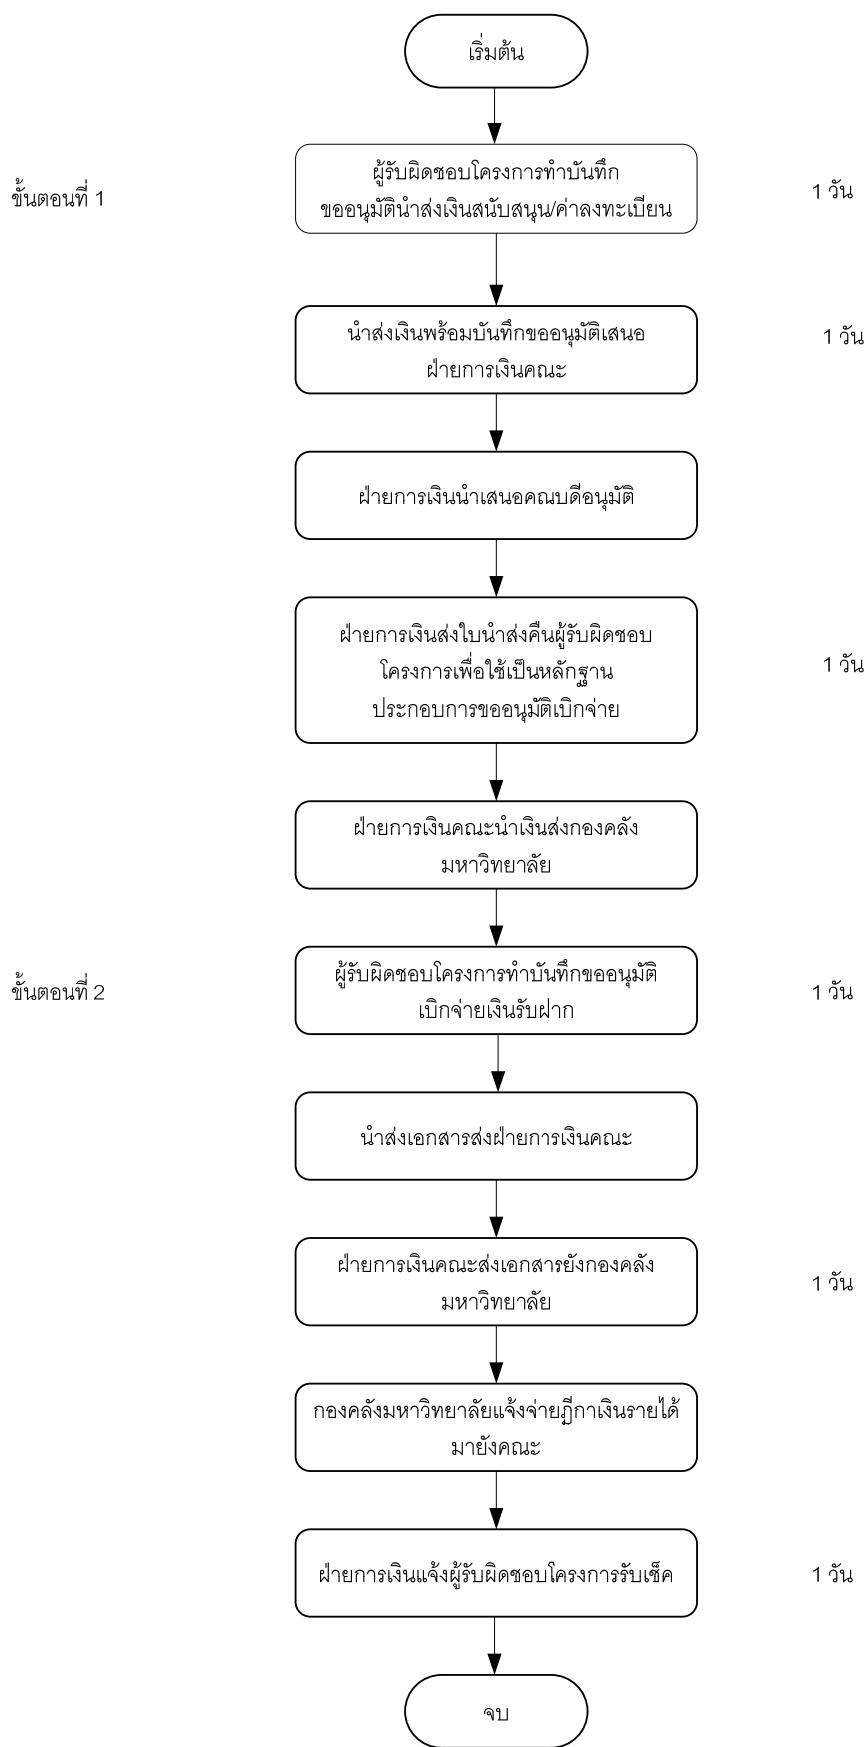 เริ่มต้น
ขั้นตอนที่ 1
ผู้รับผิดชอบโครงการทำบันทึก
ขออนุมัตินำส่งเงินสนับสนุน/ค่าลงทะเบียน
1 วัน
นำส่งเงินพร้อมบันทึกขออนุมัติเสนอ
ฝ่ายการเงินคณะ
1 วัน
ฝ่ายการเงินนำเสนอคณบดีอนุมัติ
ฝ่ายการเงินส่งใบนำส่งคืนผู้รับผิดชอบ
โครงการเพื่อใช้เป็นหลักฐาน
ประกอบการขออนุมัติเบิกจ่าย
1 วัน
ฝ่ายการเงินคณะนำเงินส่งกองคลัง
มหาวิทยาลัย
ขั้นตอนที่ 2
ผู้รับผิดชอบโครงการทำบันทึกขออนุมัติ
เบิกจ่ายเงินรับฝาก
1 วัน
นำส่งเอกสารส่งฝ่ายการเงินคณะ
ฝ่ายการเงินคณะส่งเอกสารยังกองคลัง
มหาวิทยาลัย
1 วัน
กองคลังมหาวิทยาลัยแจ้งจ่ายฎีกาเงินรายได้
มายังคณะ
ฝ่ายการเงินแจ้งผู้รับผิดชอบโครงการรับเช็ค
1 วัน
จบ